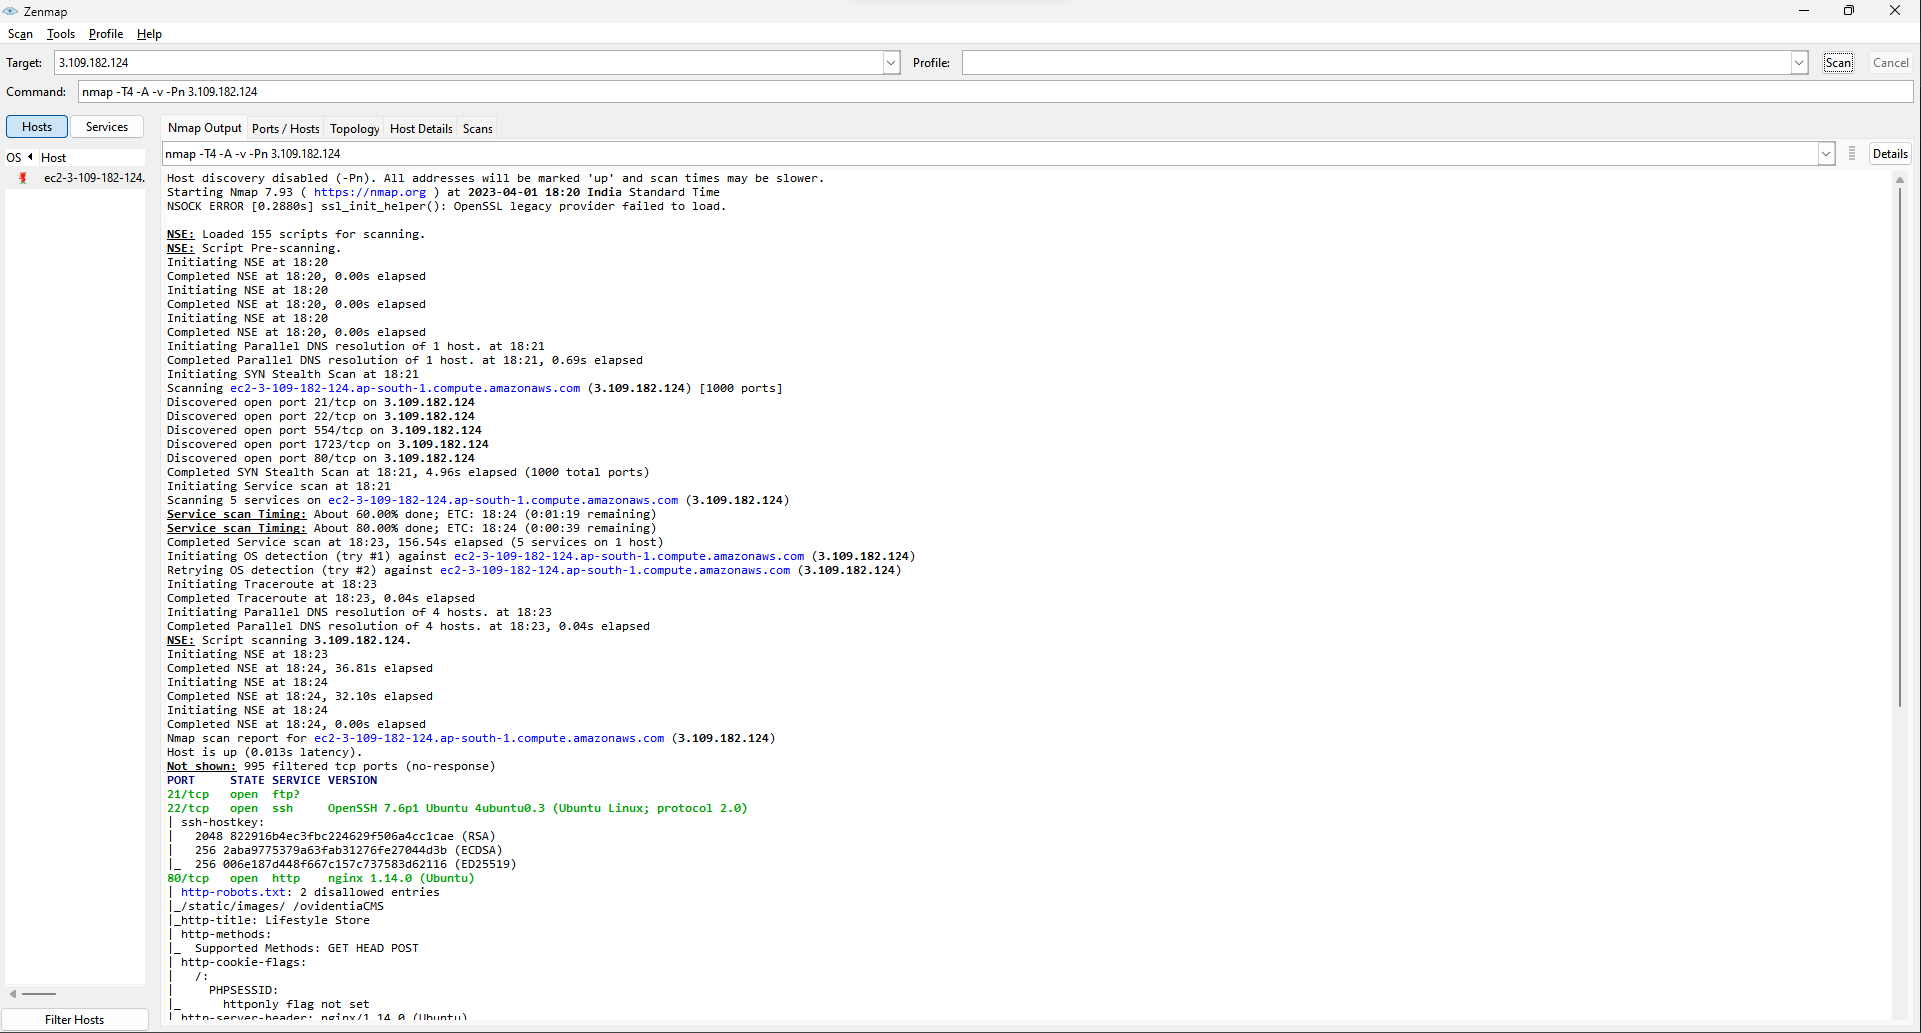 Zenmap
Scan Tools Profile Help
Target: 3.109.182.124 Profile: Scan Cancel
Command: nmap -T4 -A -v -Pn 3.109.182.124
Hosts Services Nmap Output Ports / Hosts Topology Host Details Scans
nmap -T4 -A -v -Pn 3.109.182.124 Details
OS Host
ec2-3-109-182-124.
Host discovery disabled (-Pn). All addresses will be marked 'up' and scan times may be slower.
Starting Nmap 7.93 ( https://nmap.org ) at 2023-04-01 18:20 India Standard Time
NSOCK ERROR [0.2880s] ssl_init_helper(): OpenSSL legacy provider failed to load.
NSE: Loaded 155 scripts for scanning.
NSE: Script Pre-scanning.
Initiating NSE at 18:20
Completed NSE at 18:20, 0.00s elapsed
Initiating NSE at 18:20
Completed NSE at 18:20, 0.00s elapsed
Initiating NSE at 18:20
Completed NSE at 18:20, 0.00s elapsed
Initiating Parallel DNS resolution of 1 host. at 18:21
Completed Parallel DNS resolution of 1 host. at 18:21, 0.69s elapsed
Initiating SYN Stealth Scan at 18:21
Scanning ec2-3-109-182-124.ap-south-1.compute.amazonaws.com (3.109.182.124) [1000 ports]
Discovered open port 21/tcp on 3.109.182.124
Discovered open port 22/tcp on 3.109.182.124
Discovered open port 554/tcp on 3.109.182.124
Discovered open port 1723/tcp on 3.109.182.124
Discovered open port 80/tcp on 3.109.182.124
Completed SYN Stealth Scan at 18:21, 4.96s elapsed (1000 total ports)
Initiating Service scan at 18:21
Scanning 5 services on ec2-3-109-182-124.ap-south-1.compute.amazonaws.com (3.109.182.124)
Service scan Timing: About 60.00% done; ETC: 18:24 (0:01:19 remaining)
Service scan Timing: About 80.00% done; ETC: 18:24 (0:00:39 remaining)
Completed Service scan at 18:23, 156.54s elapsed (5 services on 1 host)
Initiating OS detection (try #1) against ec2-3-109-182-124.ap-south-1.compute.amazonaws.com (3.109.182.124)
Retrying OS detection (try #2) against ec2-3-109-182-124.ap-south-1.compute.amazonaws.com (3.109.182.124)
Initiating Traceroute at 18:23
Completed Traceroute at 18:23, 0.04s elapsed
Initiating Parallel DNS resolution of 4 hosts. at 18:23
Completed Parallel DNS resolution of 4 hosts. at 18:23, 0.04s elapsed
NSE: Script scanning 3.109.182.124.
Initiating NSE at 18:23
Completed NSE at 18:24, 36.81s elapsed
Initiating NSE at 18:24
Completed NSE at 18:24, 32.10s elapsed
Initiating NSE at 18:24
Completed NSE at 18:24, 0.00s elapsed
Nmap scan report for ec2-3-109-182-124.ap-south-1.compute.amazonaws.com (3.109.182.124)
Host is up (0.013s latency).
Not shown: 995 filtered tcp ports (no-response)
PORT STATE SERVICE VERSION
21/tcp open ftp?
22/tcp open ssh OpenSSH 7.6p1 Ubuntu 4ubuntu0.3 (Ubuntu Linux; protocol 2.0)
| ssh-hostkey:
| 2048 822916b4ec3fbc224629f506a4cc1cae (RSA)
| 256 2aba9775379a63fab31276fe27044d3b (ECDSA)
|_ 256 006e187d448f667c157c737583d62116 (ED25519)
80/tcp open http nginx 1.14.0 (Ubuntu)
| http-robots.txt: 2 disallowed entries
|_/static/images/ /ovidentiaCMS
|_http-title: Lifestyle Store
| http-methods:
|_ Supported Methods: GET HEAD POST
| http-cookie-flags:
| /:
| PHPSESSID:
|_ httponly flag not set
| http-server-header: nginx/1.14.0 (Ubuntu)
Filter Hosts